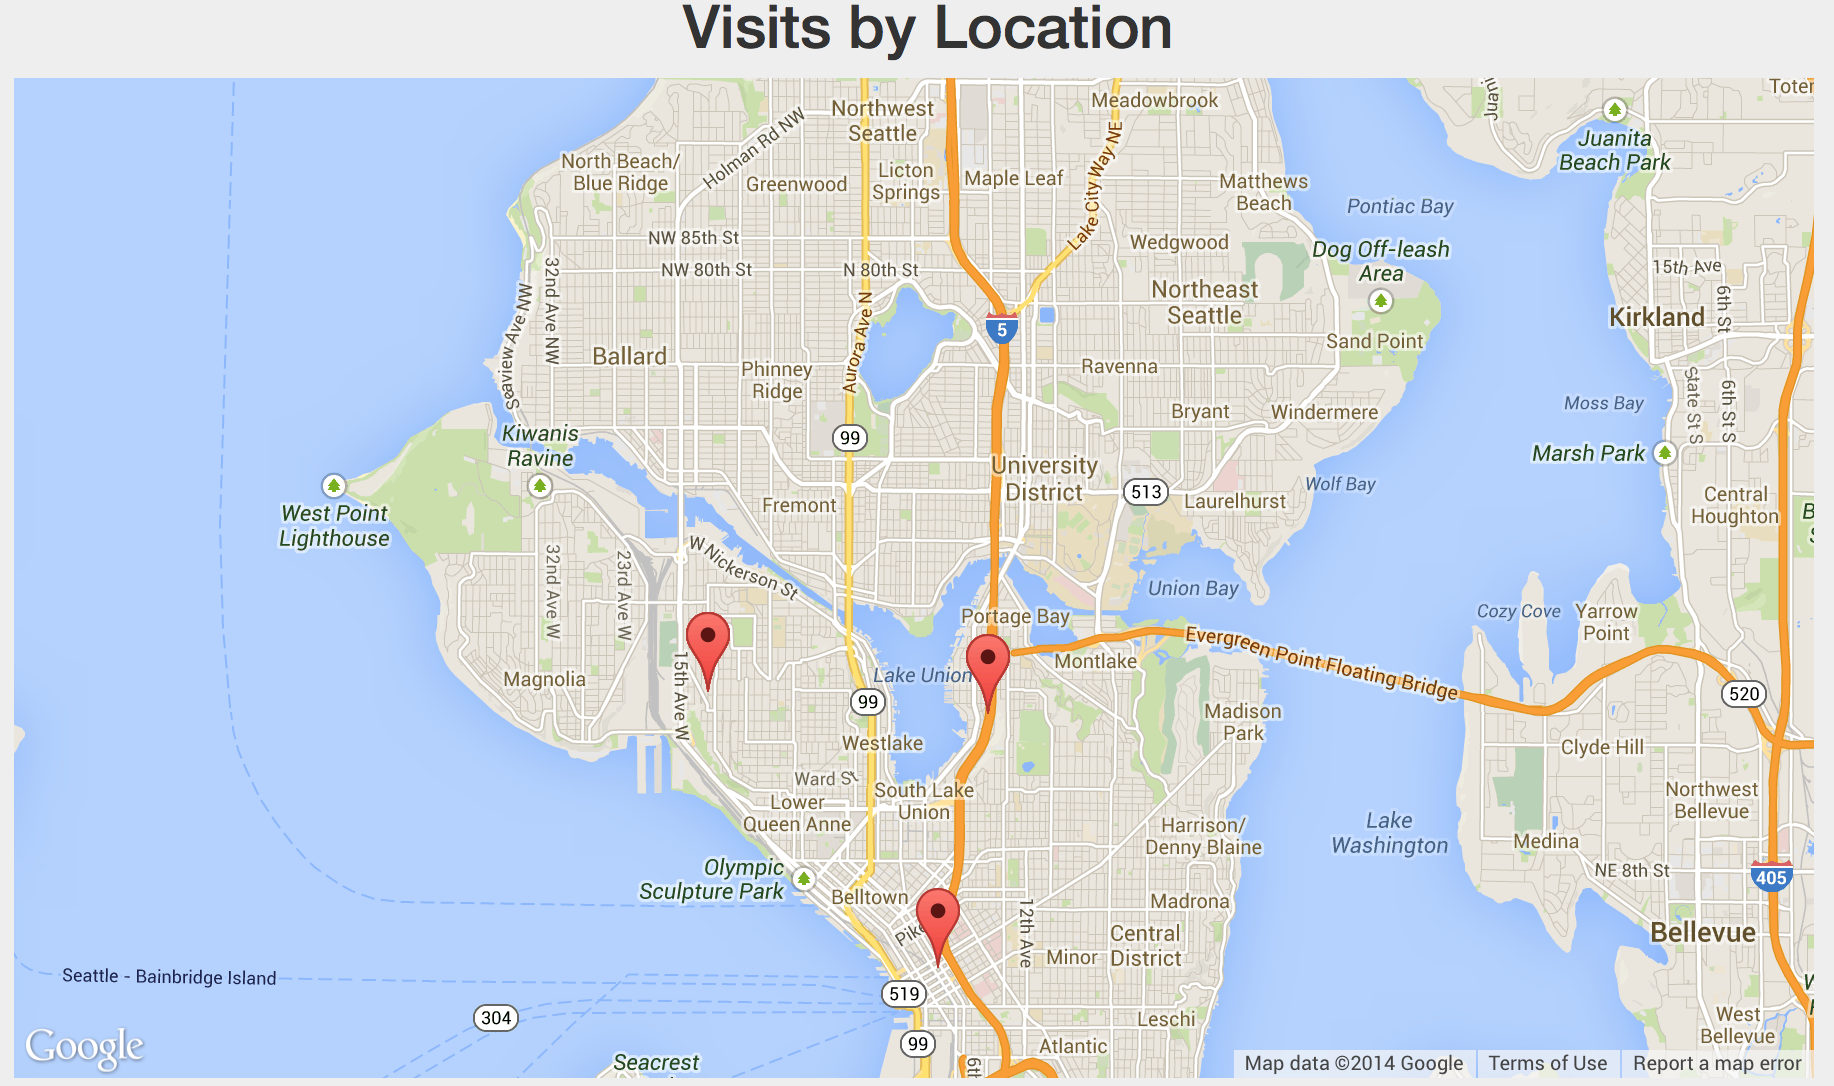 Visits by Location
Northwest
Seattle
Meadowbrook
Juanita
Beach Park
Holman Rd NW
North Beach/
Blue Ridge
Greenwood
Licton
Springs
Maple Leaf
Lake City Way NE
Matthews
Beach
Pontiac Bay
NW 85th St
Wedgwood
Dog Off-leash
Area
NW 80th St
N 80th St
15th Ave
6th St
32nd Ave NW
Seaview Ave NW
Aurora Ave N
Northeast
Seattle
Kirkland
5
Sand Point
Ballard
Phinney
Ridge
Ravenna
State St S
6th St S
Bryant
Windermere
Moss Bay
Kiwanis
Ravine
99
Marsh Park
University
District
513
Laurelhurst
Wolf Bay
Central
Houghton
West Point
Lighthouse
Fremont
32nd Ave W
23rd Ave W
W Nickerson St
Union Bay
Portage Bay
Cozy Cove
Yarrow
Point
Evergreen Point Floating Bridge
Montlake
Magnolia
15th Ave W
Lake Union
99
520
Madison
Park
Westlake
Clyde Hill
Ward St
South Lake
Union
Lower
Queen Anne
Northwest
Bellevue
Harrison/
Denny Blaine
Lake
Washington
Medina
Olympic
Sculpture Park
NE 8th St
405
Belltown
Madrona
Pike
12th Ave
Central
District
Minor
Bellevue
Seattle - Bainbridge Island
519
304
Leschi
West
Bellevue
99
Atlantic
Google
Seacrest
Map data ©2014 Google
Terms of Use
Report a map error